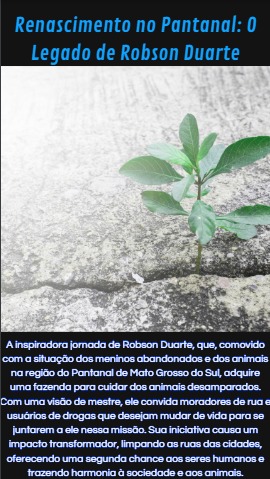 Renascimento no Pantanal: O
Legado de Robson Duarte
A inspiradora jornada de Robson Duarte, que, comovido
com a situação dos meninos abandonados e dos animais
na região do Pantanal de Mato Grosso do Sul, adquire
uma fazenda para cuidar dos animais desamparados.
Com uma visão de mestre, ele convida moradores de rua e
usuários de drogas que desejam mudar de vida para se
juntarem a ele nessa missão. Sua iniciativa causa um
impacto transformador, limpando as ruas das cidades,
oferecendo uma segunda chance aos seres humanos e
trazendo harmonia à sociedade e aos animais.